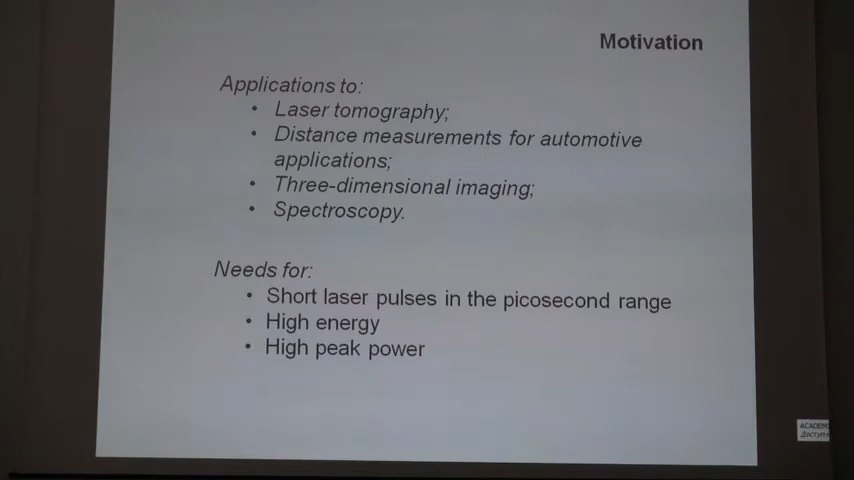 Motivation
Applications to:
• Laser tomography;
• Distance measurements for automotive
applications;
• Three-dimensional imaging;
• Spectroscopy.
Needs for:
• Short laser pulses in the picosecond range
• High energy
• High peak power